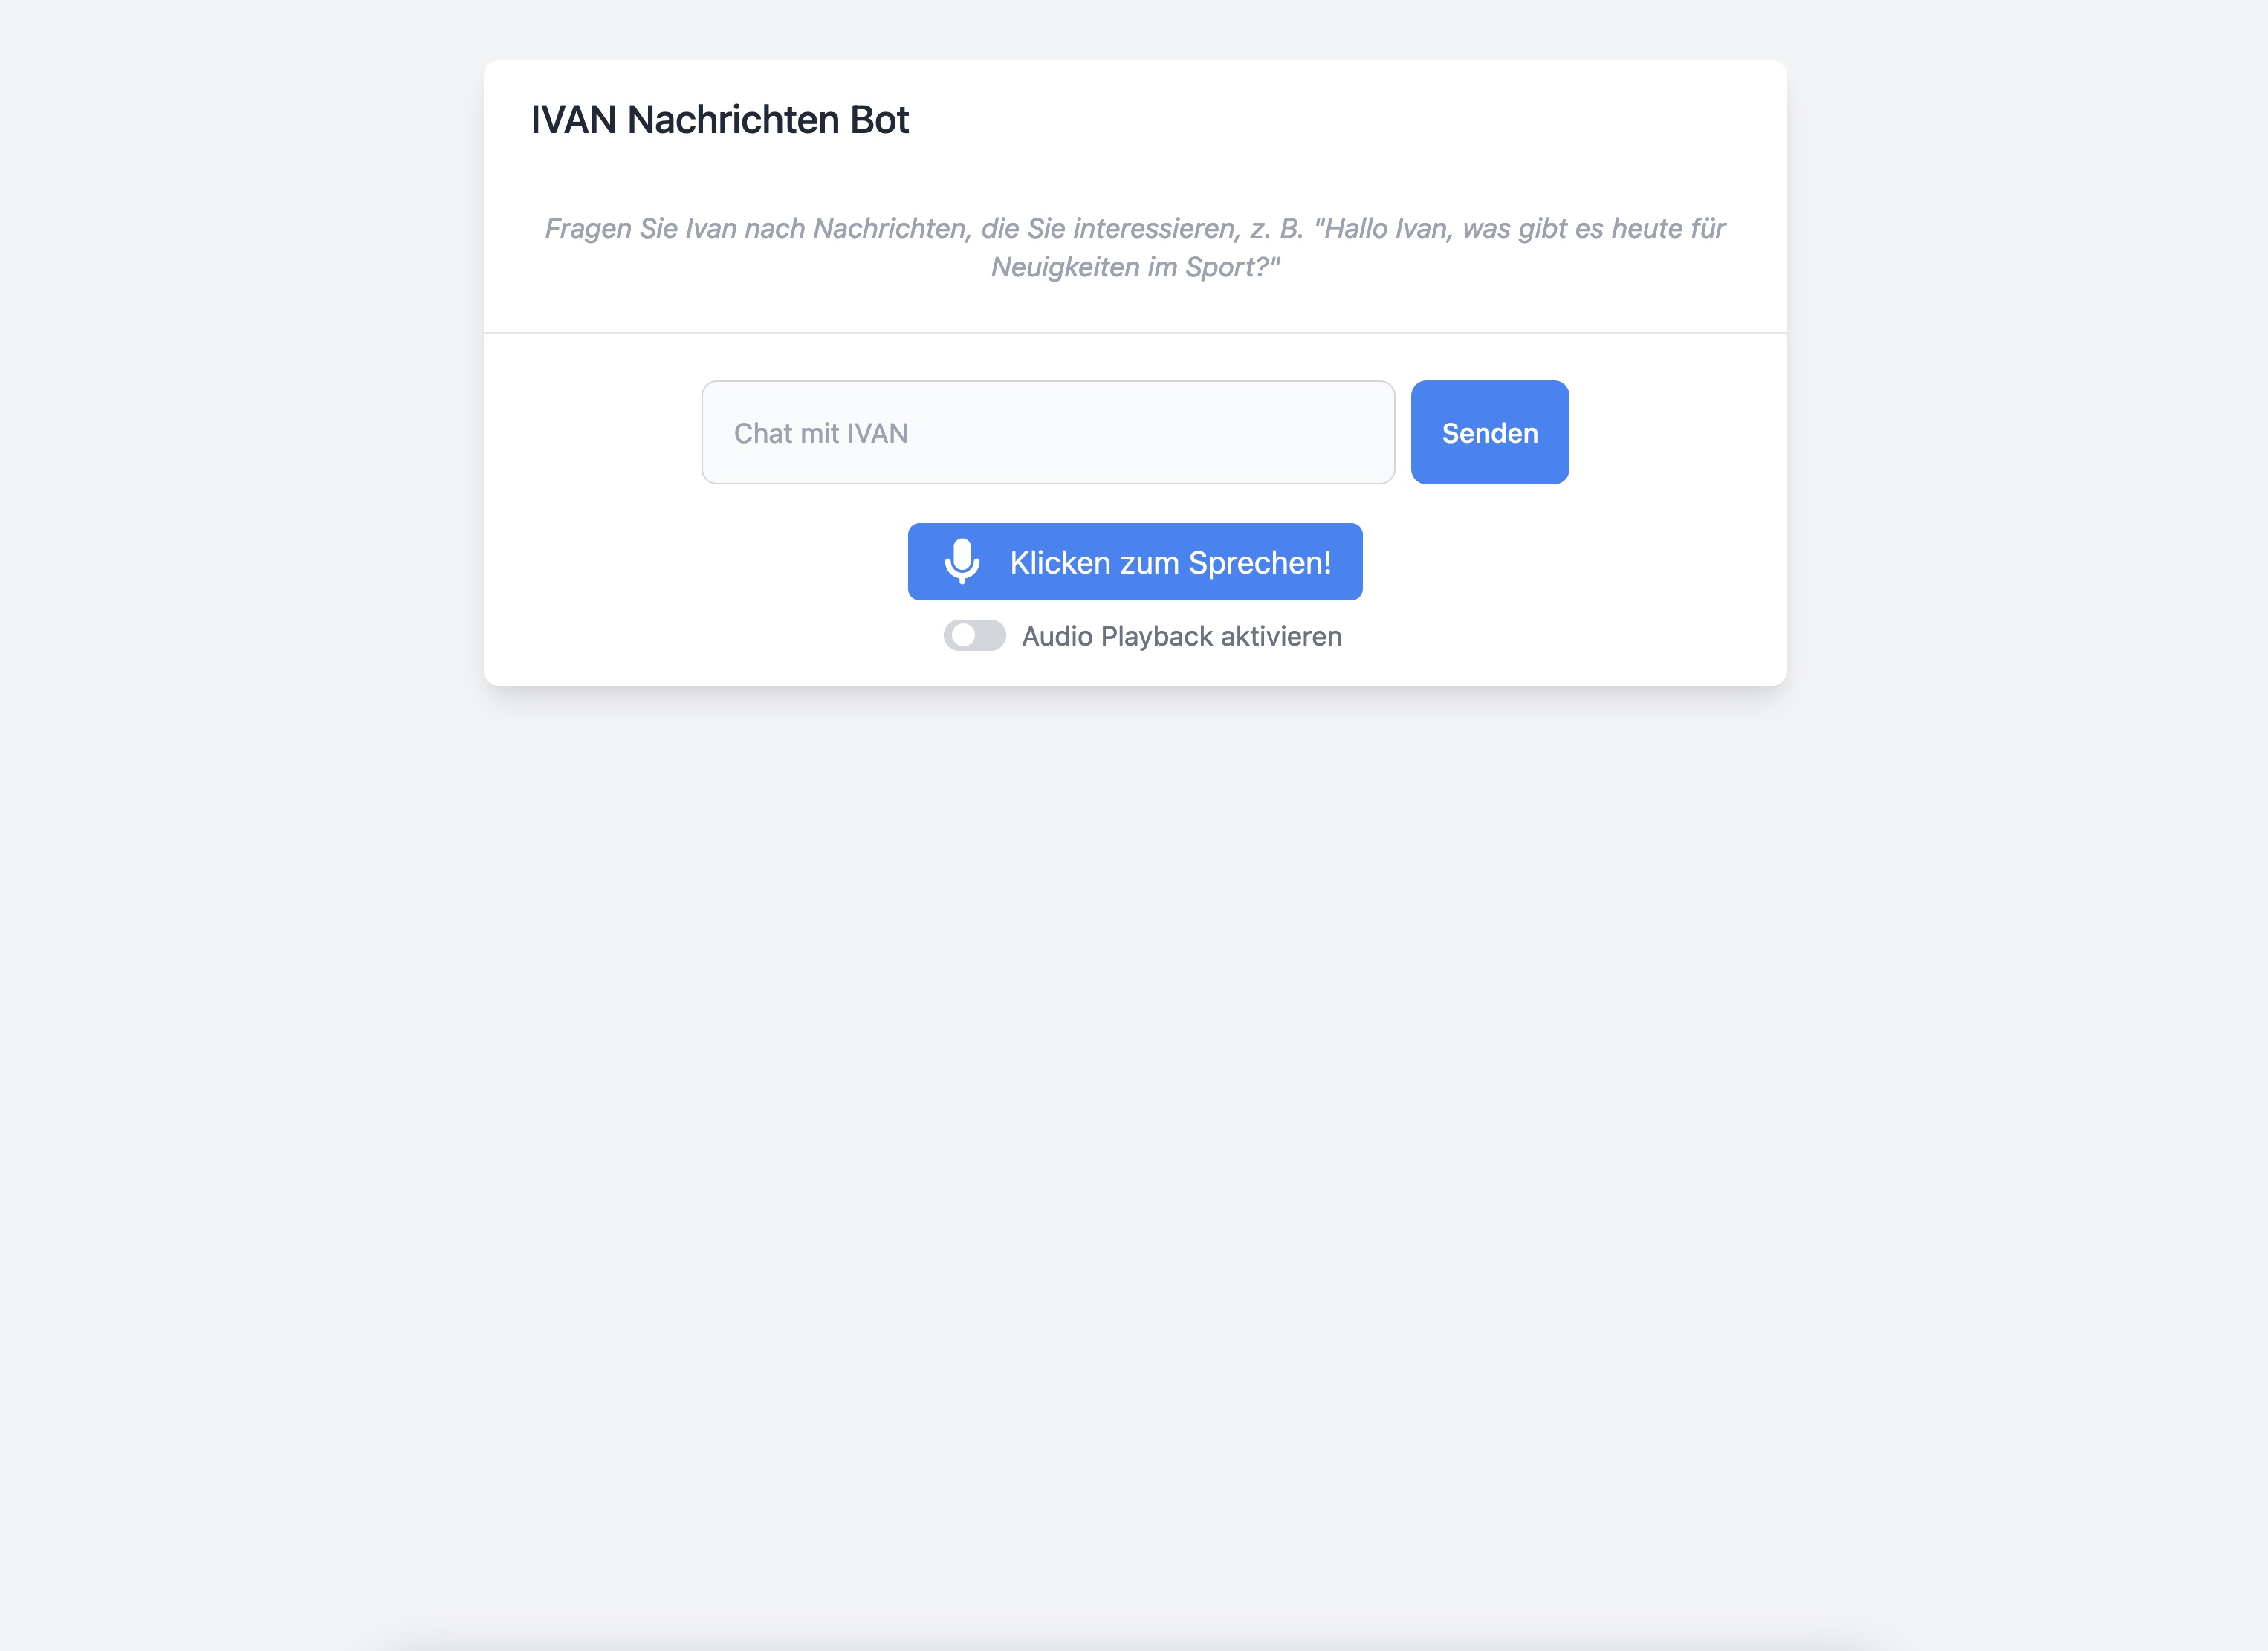 IVAN Nachrichten Bot
Fragen Sie Ivan nach Nachrichten, die Sie interessieren, z. B. "Hallo Ivan, was gibt es heute für
Neuigkeiten im Sport?"
Chat mit IVAN
Senden
Klicken zum Sprechen!
Audio Playback aktivieren